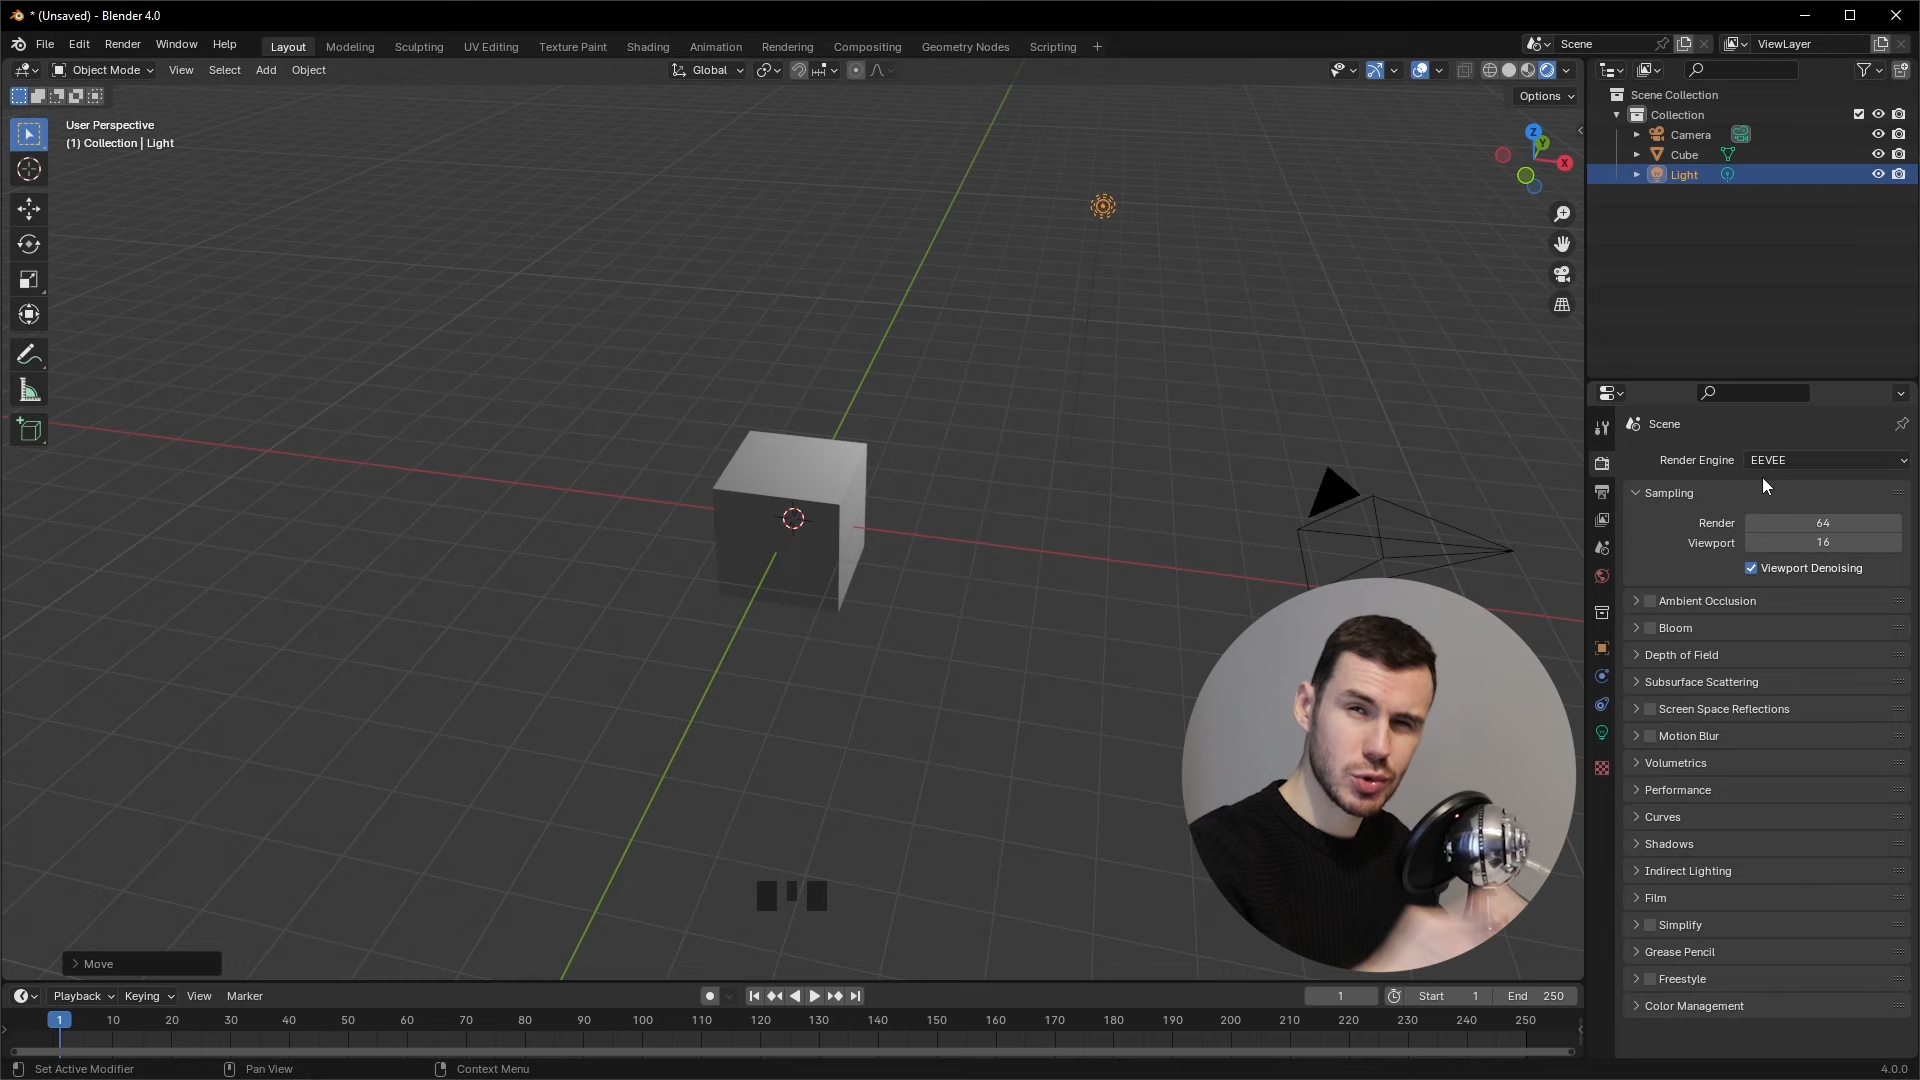 * (Unsaved) - Blender 4.0
File Edit Render Window Help Layout Modeling Sculpting UV Editing Texture Paint Shading Animation Rendering Compositing Geometry Nodes Scripting + Scene ViewLayer
Object Mode View Select Add Object Global
Options
User Perspective
(1) Collection | Light
Z
Y
X
Scene Collection
Collection
Camera
Cube
Light
Scene
Render Engine EEVEE
Sampling
Render 64
Viewport 16
Viewport Denoising
Ambient Occlusion
Bloom
Depth of Field
Subsurface Scattering
Screen Space Reflections
Motion Blur
Volumetrics
Performance
Curves
Shadows
Indirect Lighting
Film
Simplify
Grease Pencil
Freestyle
Color Management
Move
Playback Keying View Marker 1 Start 1 End 250
1 10 20 30 40 50 60 70 80 90 100 110 120 130 140 150 160 170 180 190 200 210 220 230 240 250
Set Active Modifier Pan View Context Menu 4.0.0